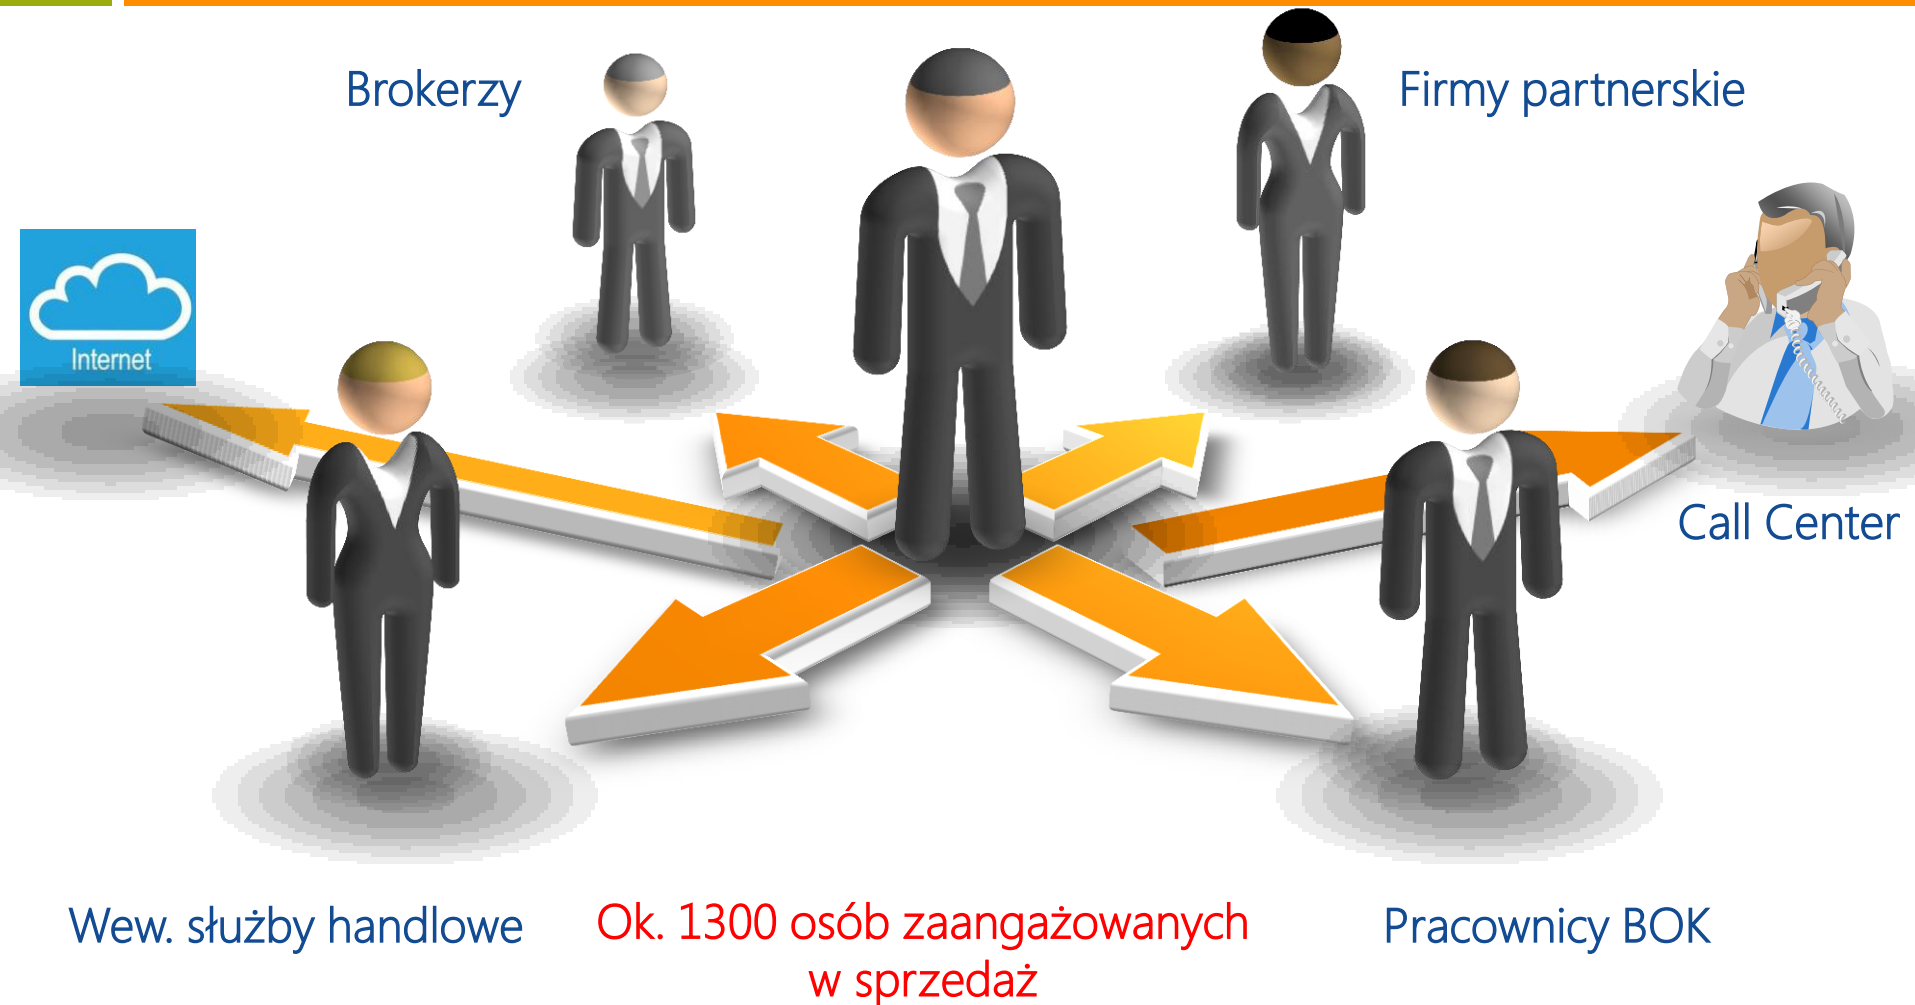 Brokerzy
Firmy partnerskie
Internet
Call Center
Wew. służby handlowe
Ok. 1300 osób zaangażowanych
w sprzedaż
Pracownicy BOK